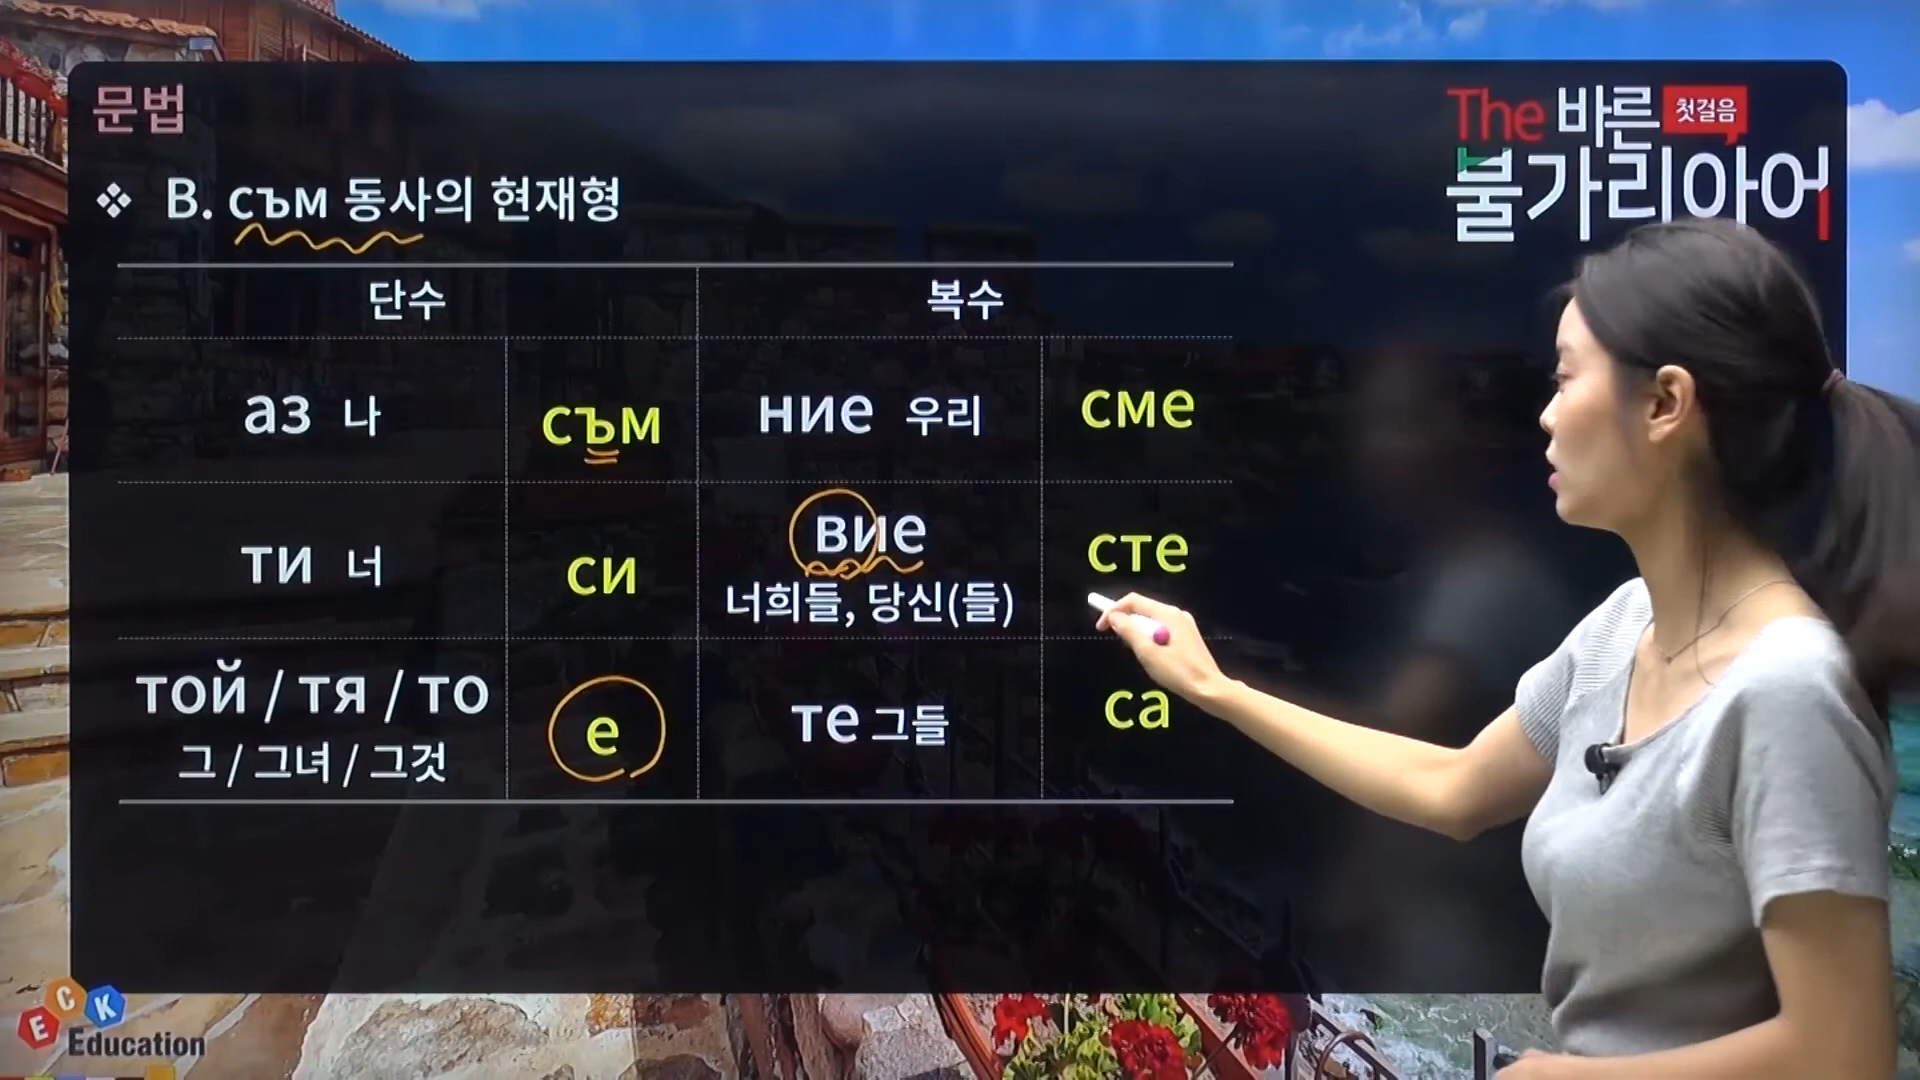 문법
The 바른 첫걸음
불가리아어
❖ B. съм 동사의 현재형
단수 복수
аз 나 съм ние 우리 сме
ти 너 си вие сте
너희들, 당신(들)
той / тя / то е те 그들 са
그 / 그녀 / 그것
ECK
Education